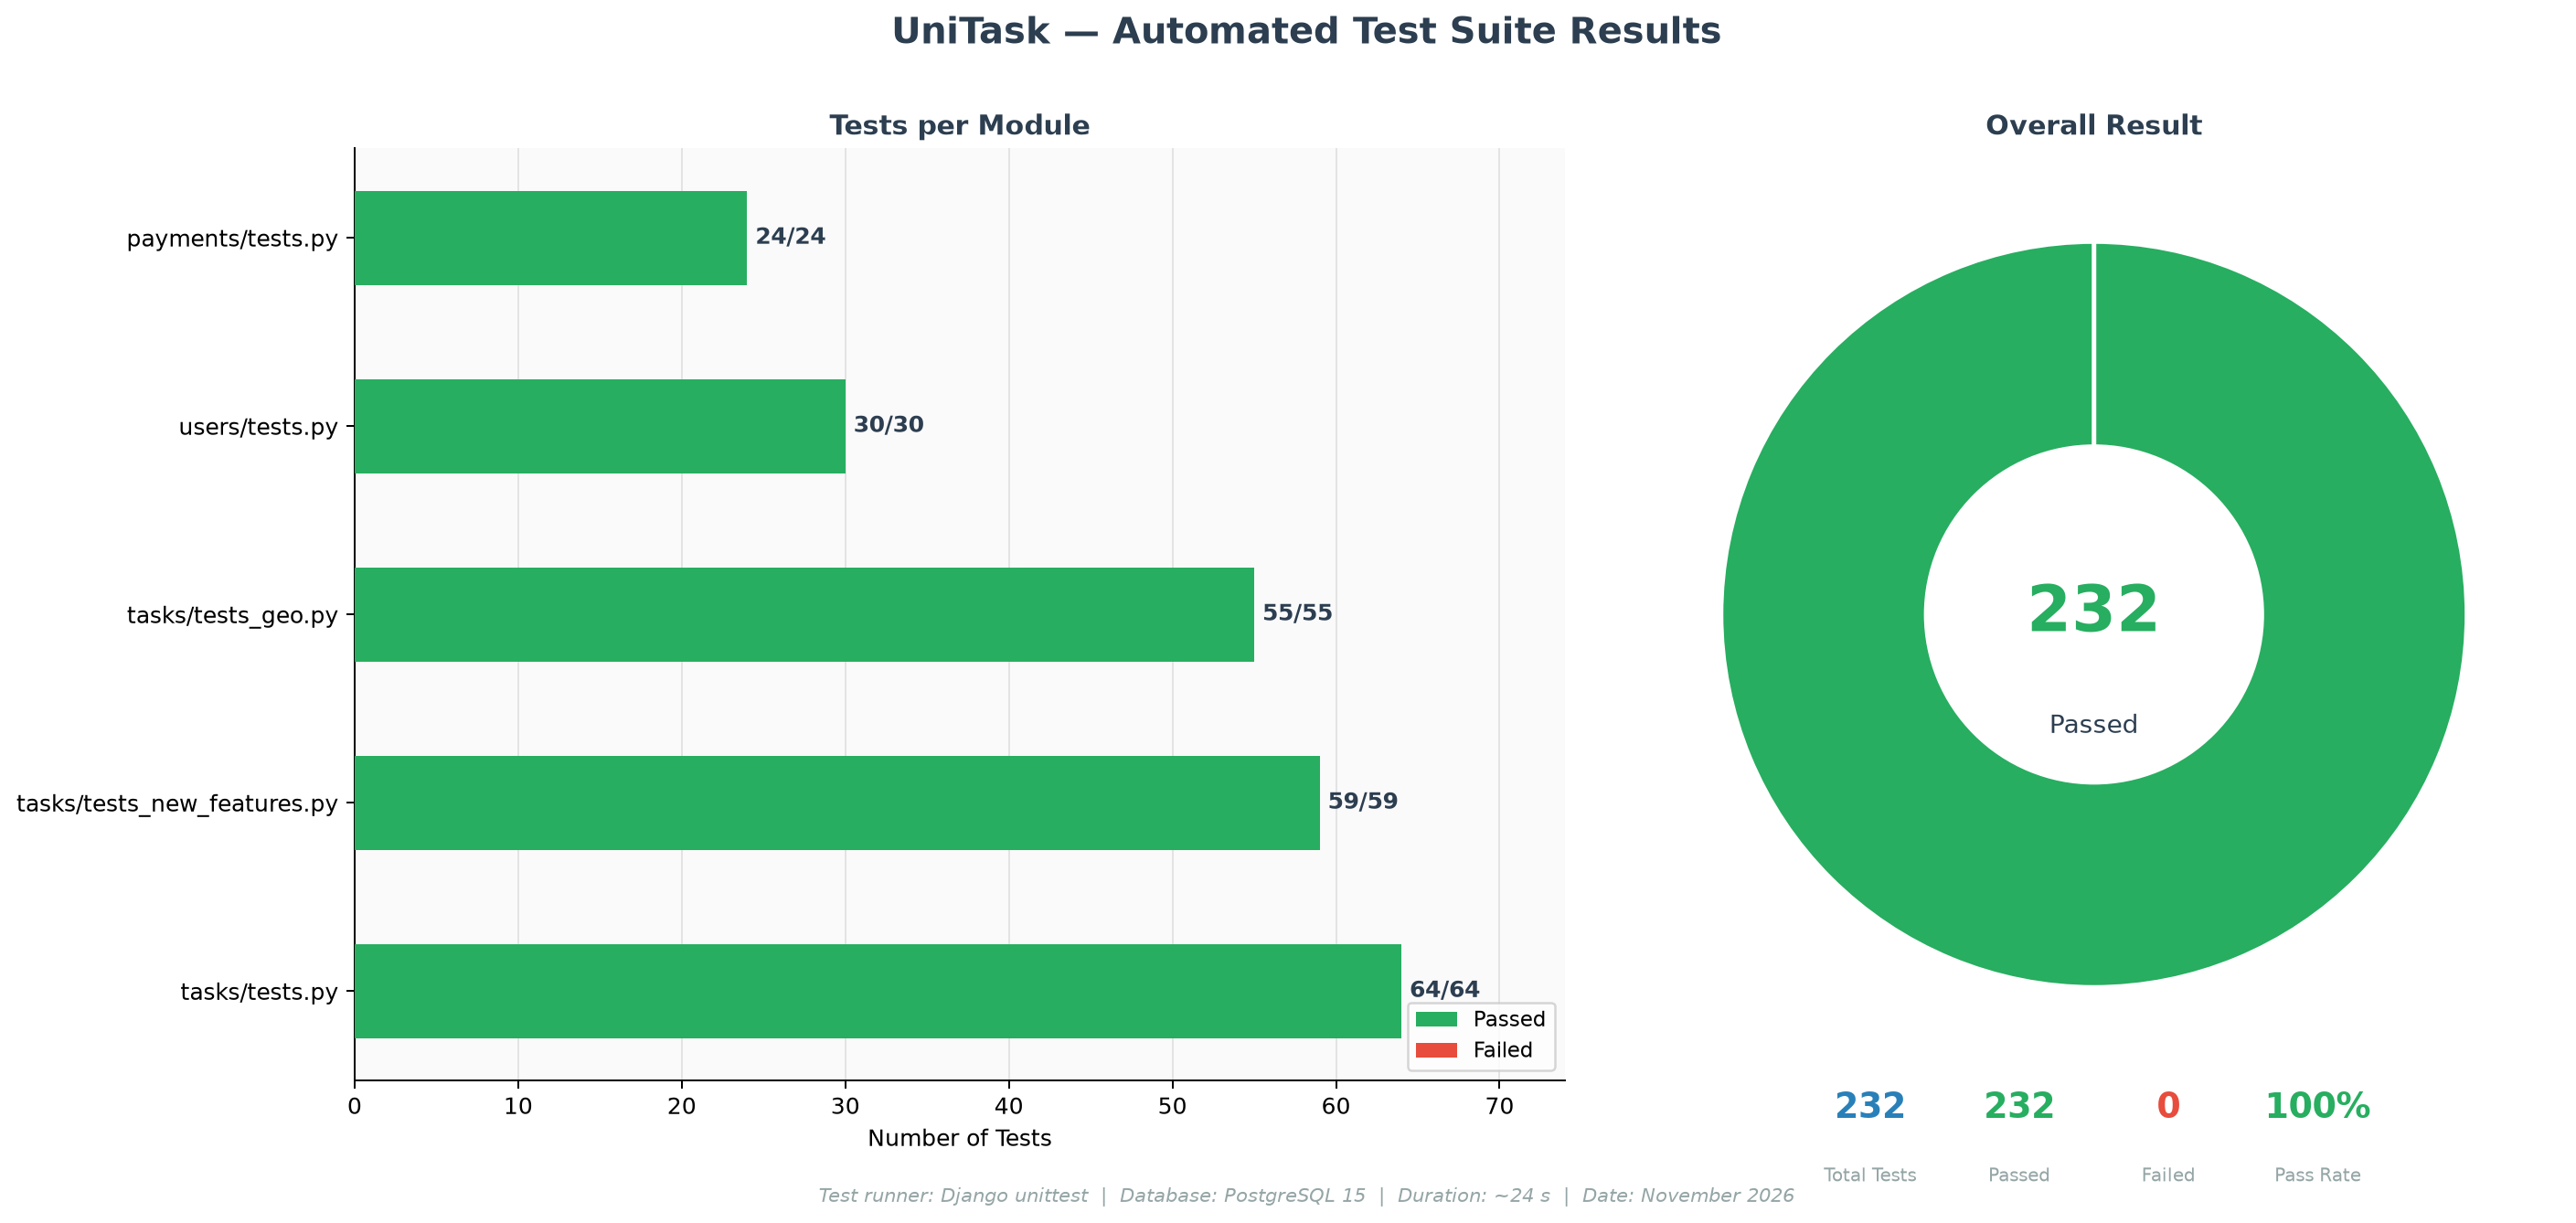 UniTask — Automated Test Suite Results
Tests per Module
payments/tests.py
24/24
users/tests.py
30/30
tasks/tests_geo.py
55/55
tasks/tests_new_features.py
59/59
tasks/tests.py
64/64
Passed
Failed
0 10 20 30 40 50 60 70
Number of Tests
Overall Result
232
Passed
232 232 0 100%
Total Tests Passed Failed Pass Rate
Test runner: Django unittest | Database: PostgreSQL 15 | Duration: ~24 s | Date: November 2026